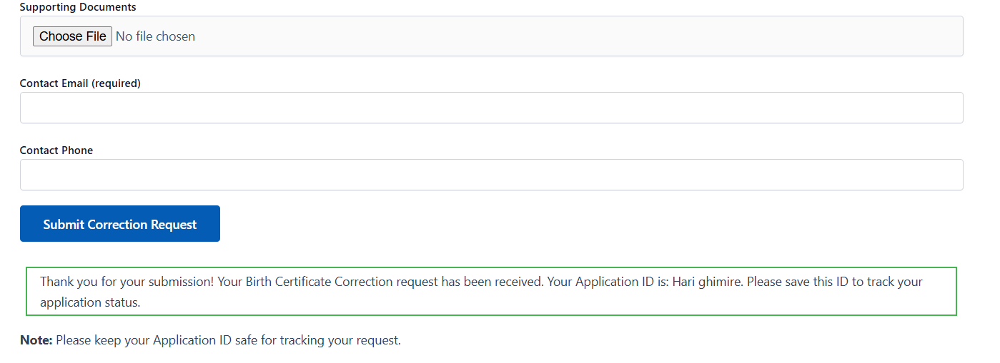 Supporting Documents
Choose File No file chosen
Contact Email (required)
Contact Phone
Submit Correction Request
Thank you for your submission! Your Birth Certificate Correction request has been received. Your Application ID is: Hari ghimire. Please save this ID to track your
application status.
Note: Please keep your Application ID safe for tracking your request.